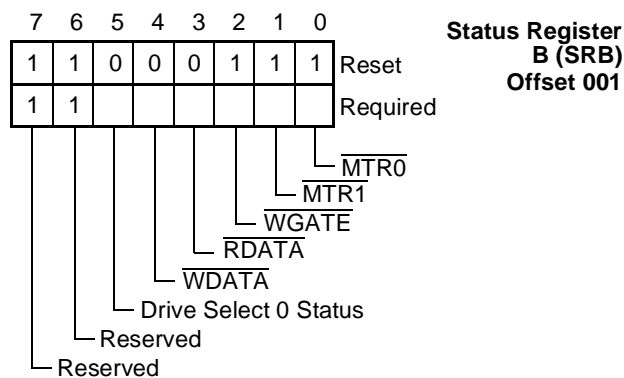 7 6 5 4 3 2 1 0
Status Register
B (SRB)
Offset 001
1 1 0 0 0 1 1 1 Reset
1 1 Required
MTR0
MTR1
WGATE
RDATA
WDATA
Drive Select 0 Status
Reserved
Reserved